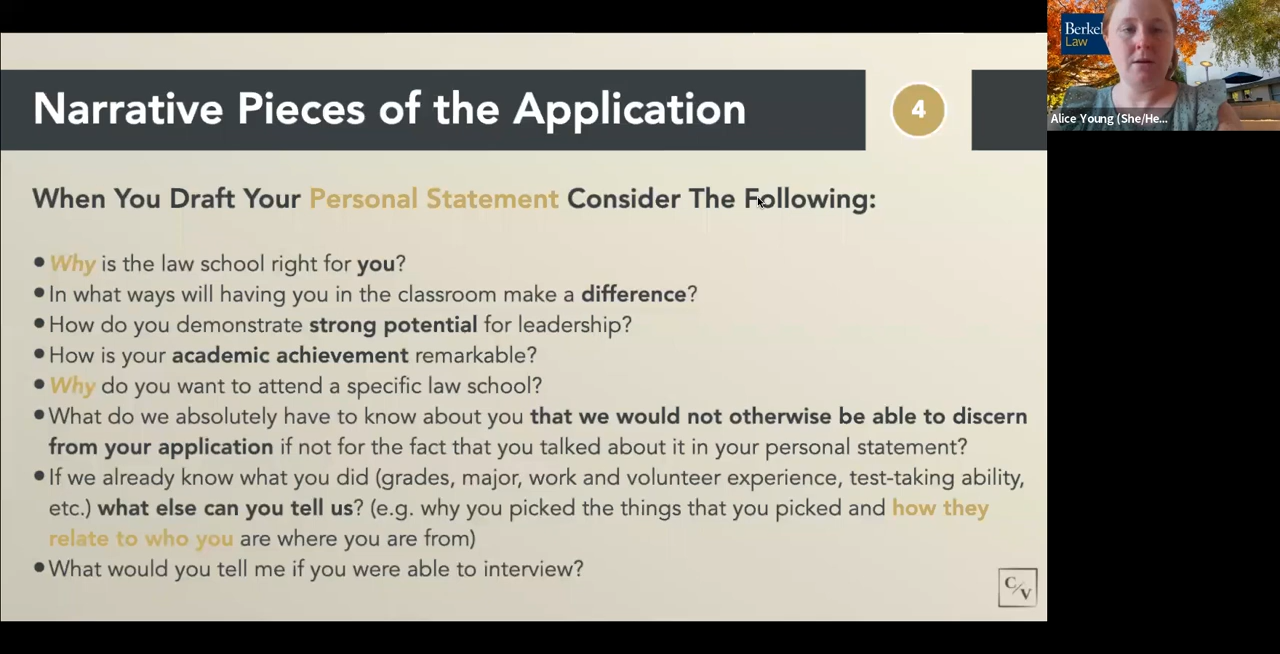 Narrative Pieces of the Application
4
When You Draft Your Personal Statement Consider The Following:
• Why is the law school right for you?
• In what ways will having you in the classroom make a difference?
• How do you demonstrate strong potential for leadership?
• How is your academic achievement remarkable?
• Why do you want to attend a specific law school?
• What do we absolutely have to know about you that we would not otherwise be able to discern
from your application if not for the fact that you talked about it in your personal statement?
• If we already know what you did (grades, major, work and volunteer experience, test-taking ability,
etc.) what else can you tell us? (e.g. why you picked the things that you picked and how they
relate to who you are where you are from)
• What would you tell me if you were able to interview?
C/V
Berkel
Law
Alice Young (She/He...